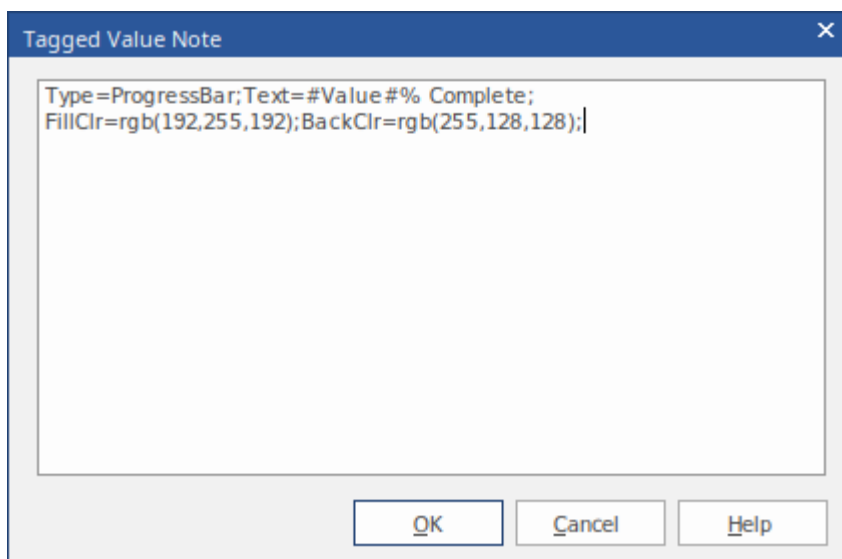 Tagged Value Note
Type=ProgressBar;Text=#Value#% Complete;
FillClr=rgb(192,255,192);BackClr=rgb(255,128,128);
OK
Cancel
Help